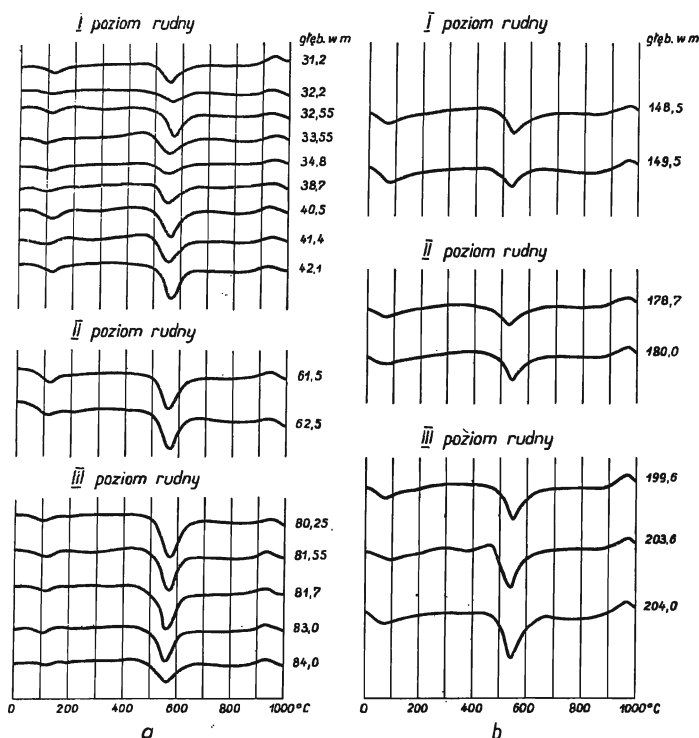 I poziom rudny
głęb. w m
31,2
32,2
32,55
33,55
34,8
38,7
40,5
41,4
42,1
II poziom rudny
61,5
62,5
III poziom rudny
80,25
81,55
81,7
83,0
84,0
0 200 400 600 800 1000°C
a
I poziom rudny
głęb. w m
148,5
149,5
II poziom rudny
178,7
180,0
III poziom rudny
199,6
203,6
204,0
0 200 400 600 800 1000°C
b